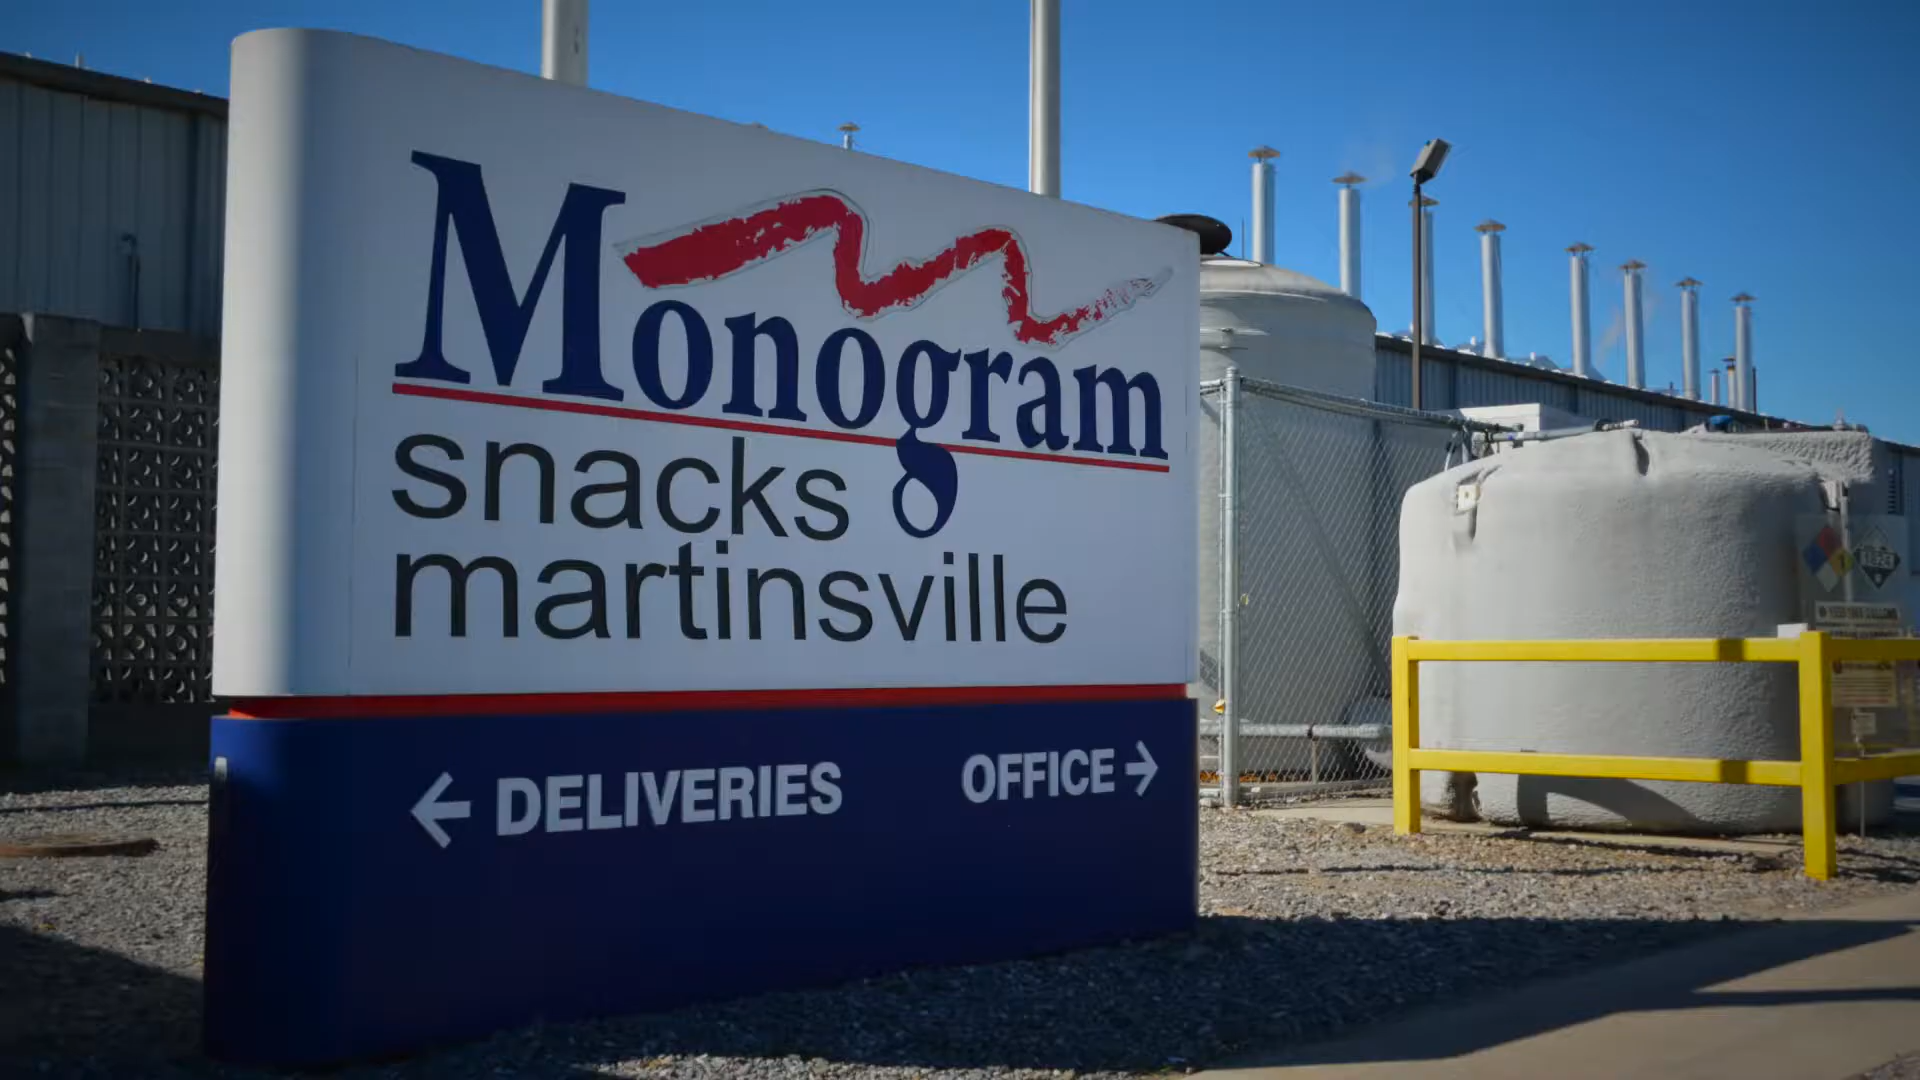 Monogram
snacks
martinsville
← DELIVERIES
OFFICE →